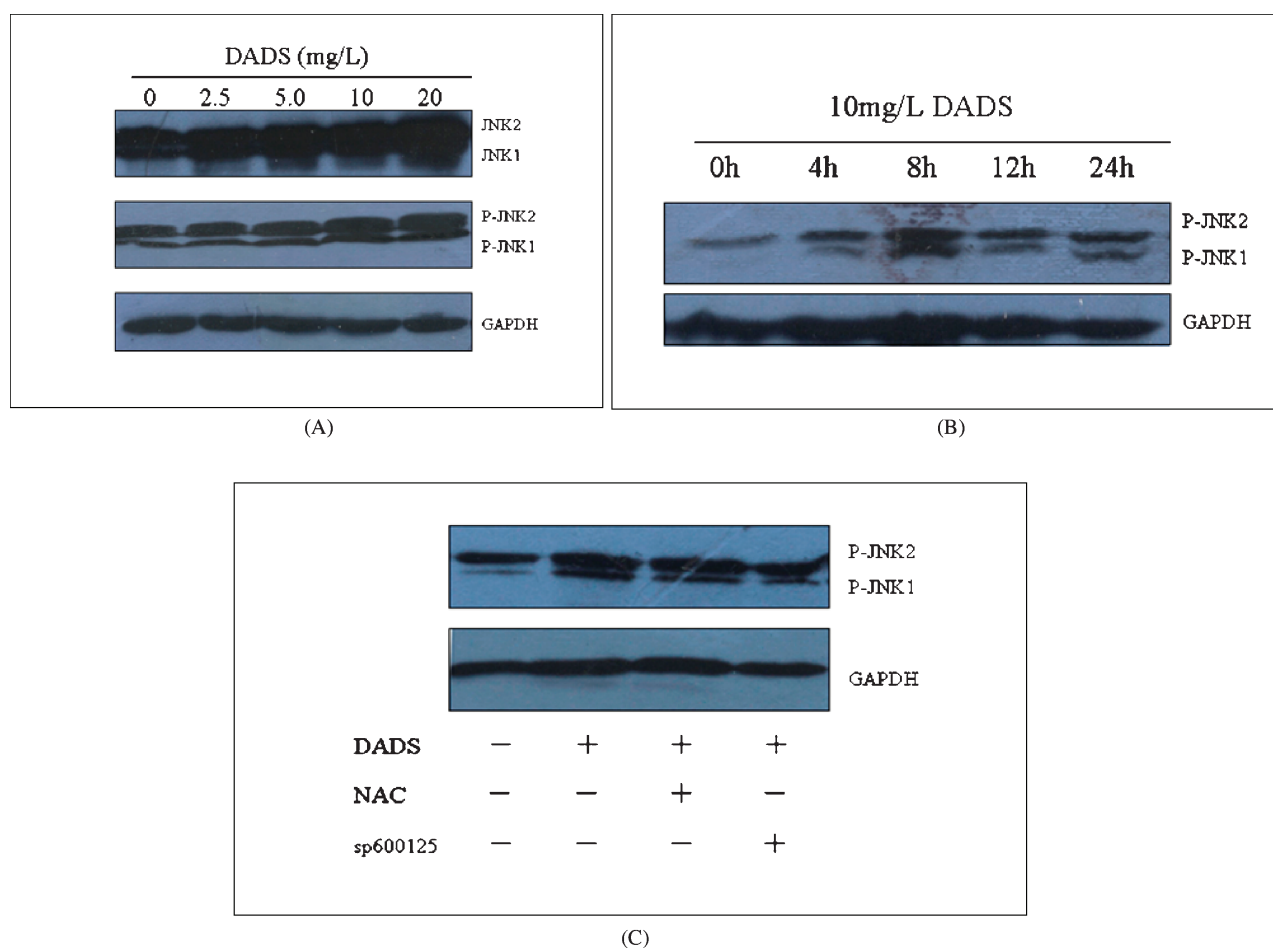 DADS (mg/L)
0 2.5 5.0 10 20
JNK2
JNK1
P-JNK2
P-JNK1
GAPDH
(A)
10mg/L DADS
0h 4h 8h 12h 24h
P-JNK2
P-JNK1
GAPDH
(B)
P-JNK2
P-JNK1
GAPDH
DADS − + + +
NAC − − + −
sp600125 − − − +
(C)